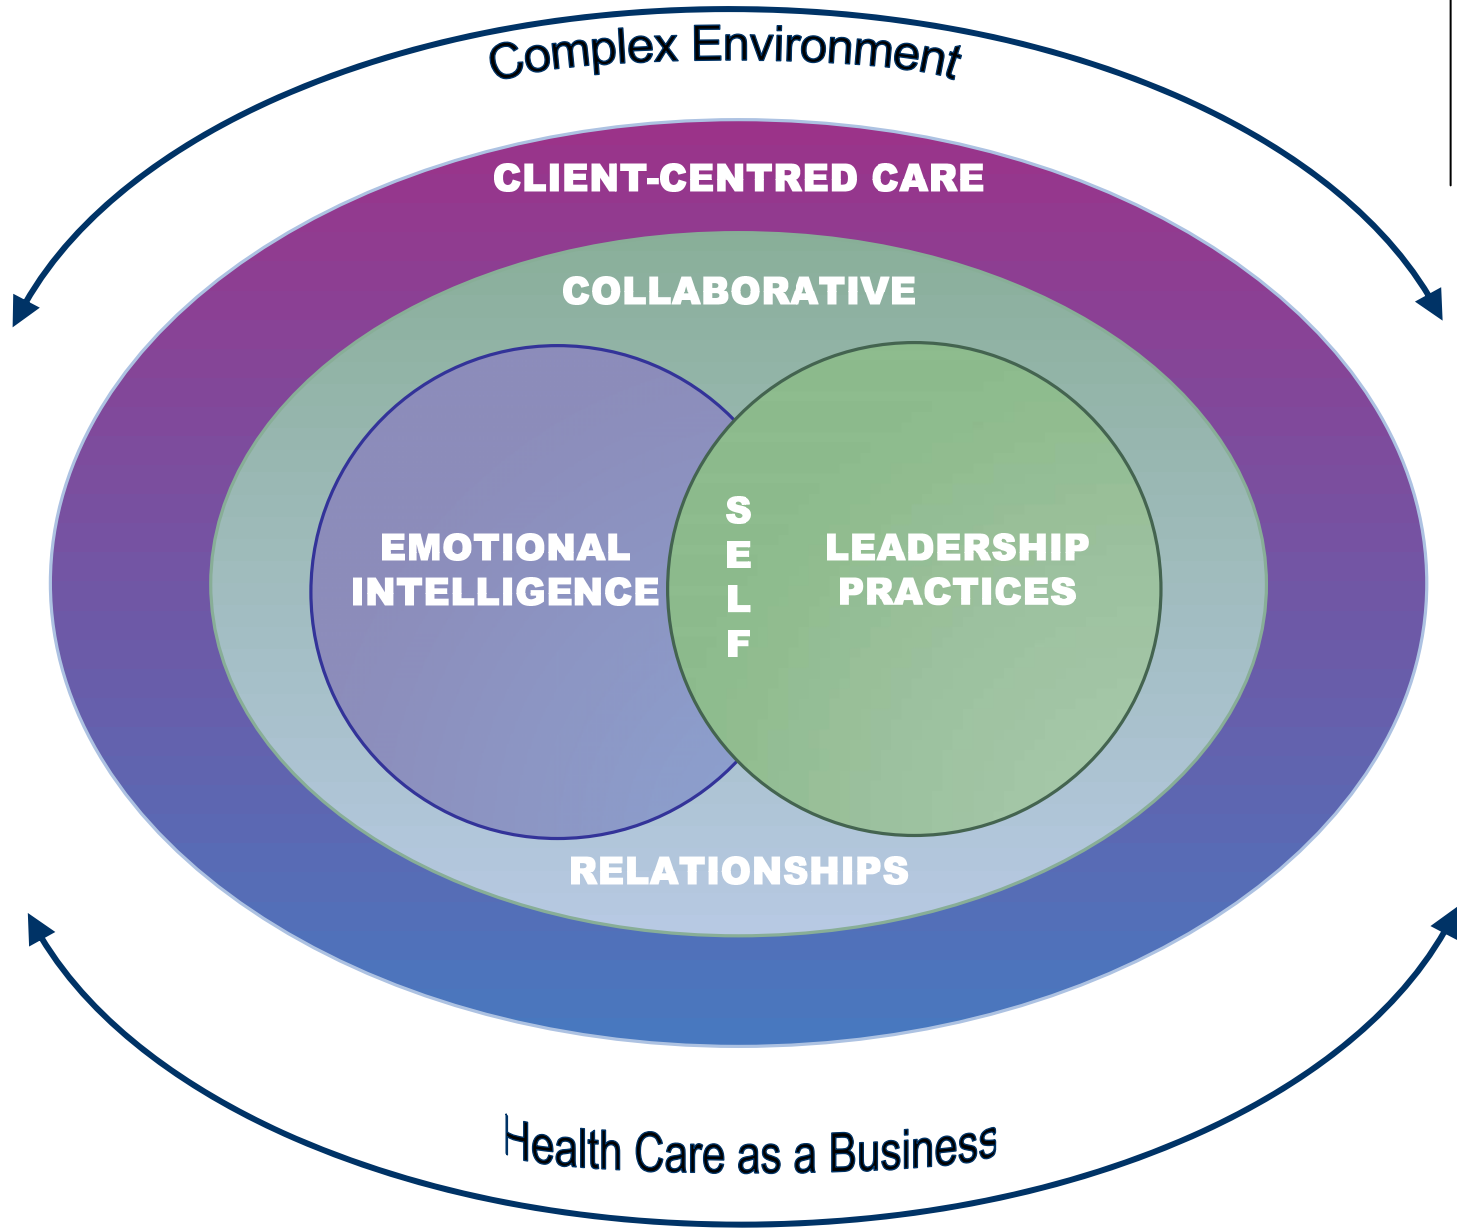 Complex Environment
CLIENT-CENTRED CARE
COLLABORATIVE
EMOTIONAL
INTELLIGENCE
S
E
L
F
LEADERSHIP
PRACTICES
RELATIONSHIPS
Health Care as a Business